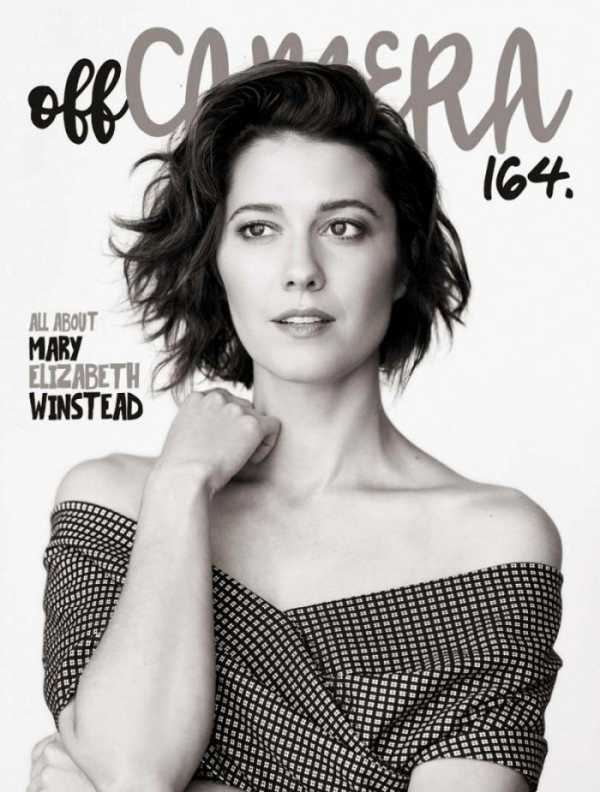 off CAMERA
164.
ALL ABOUT
MARY
ELIZABETH
WINSTEAD